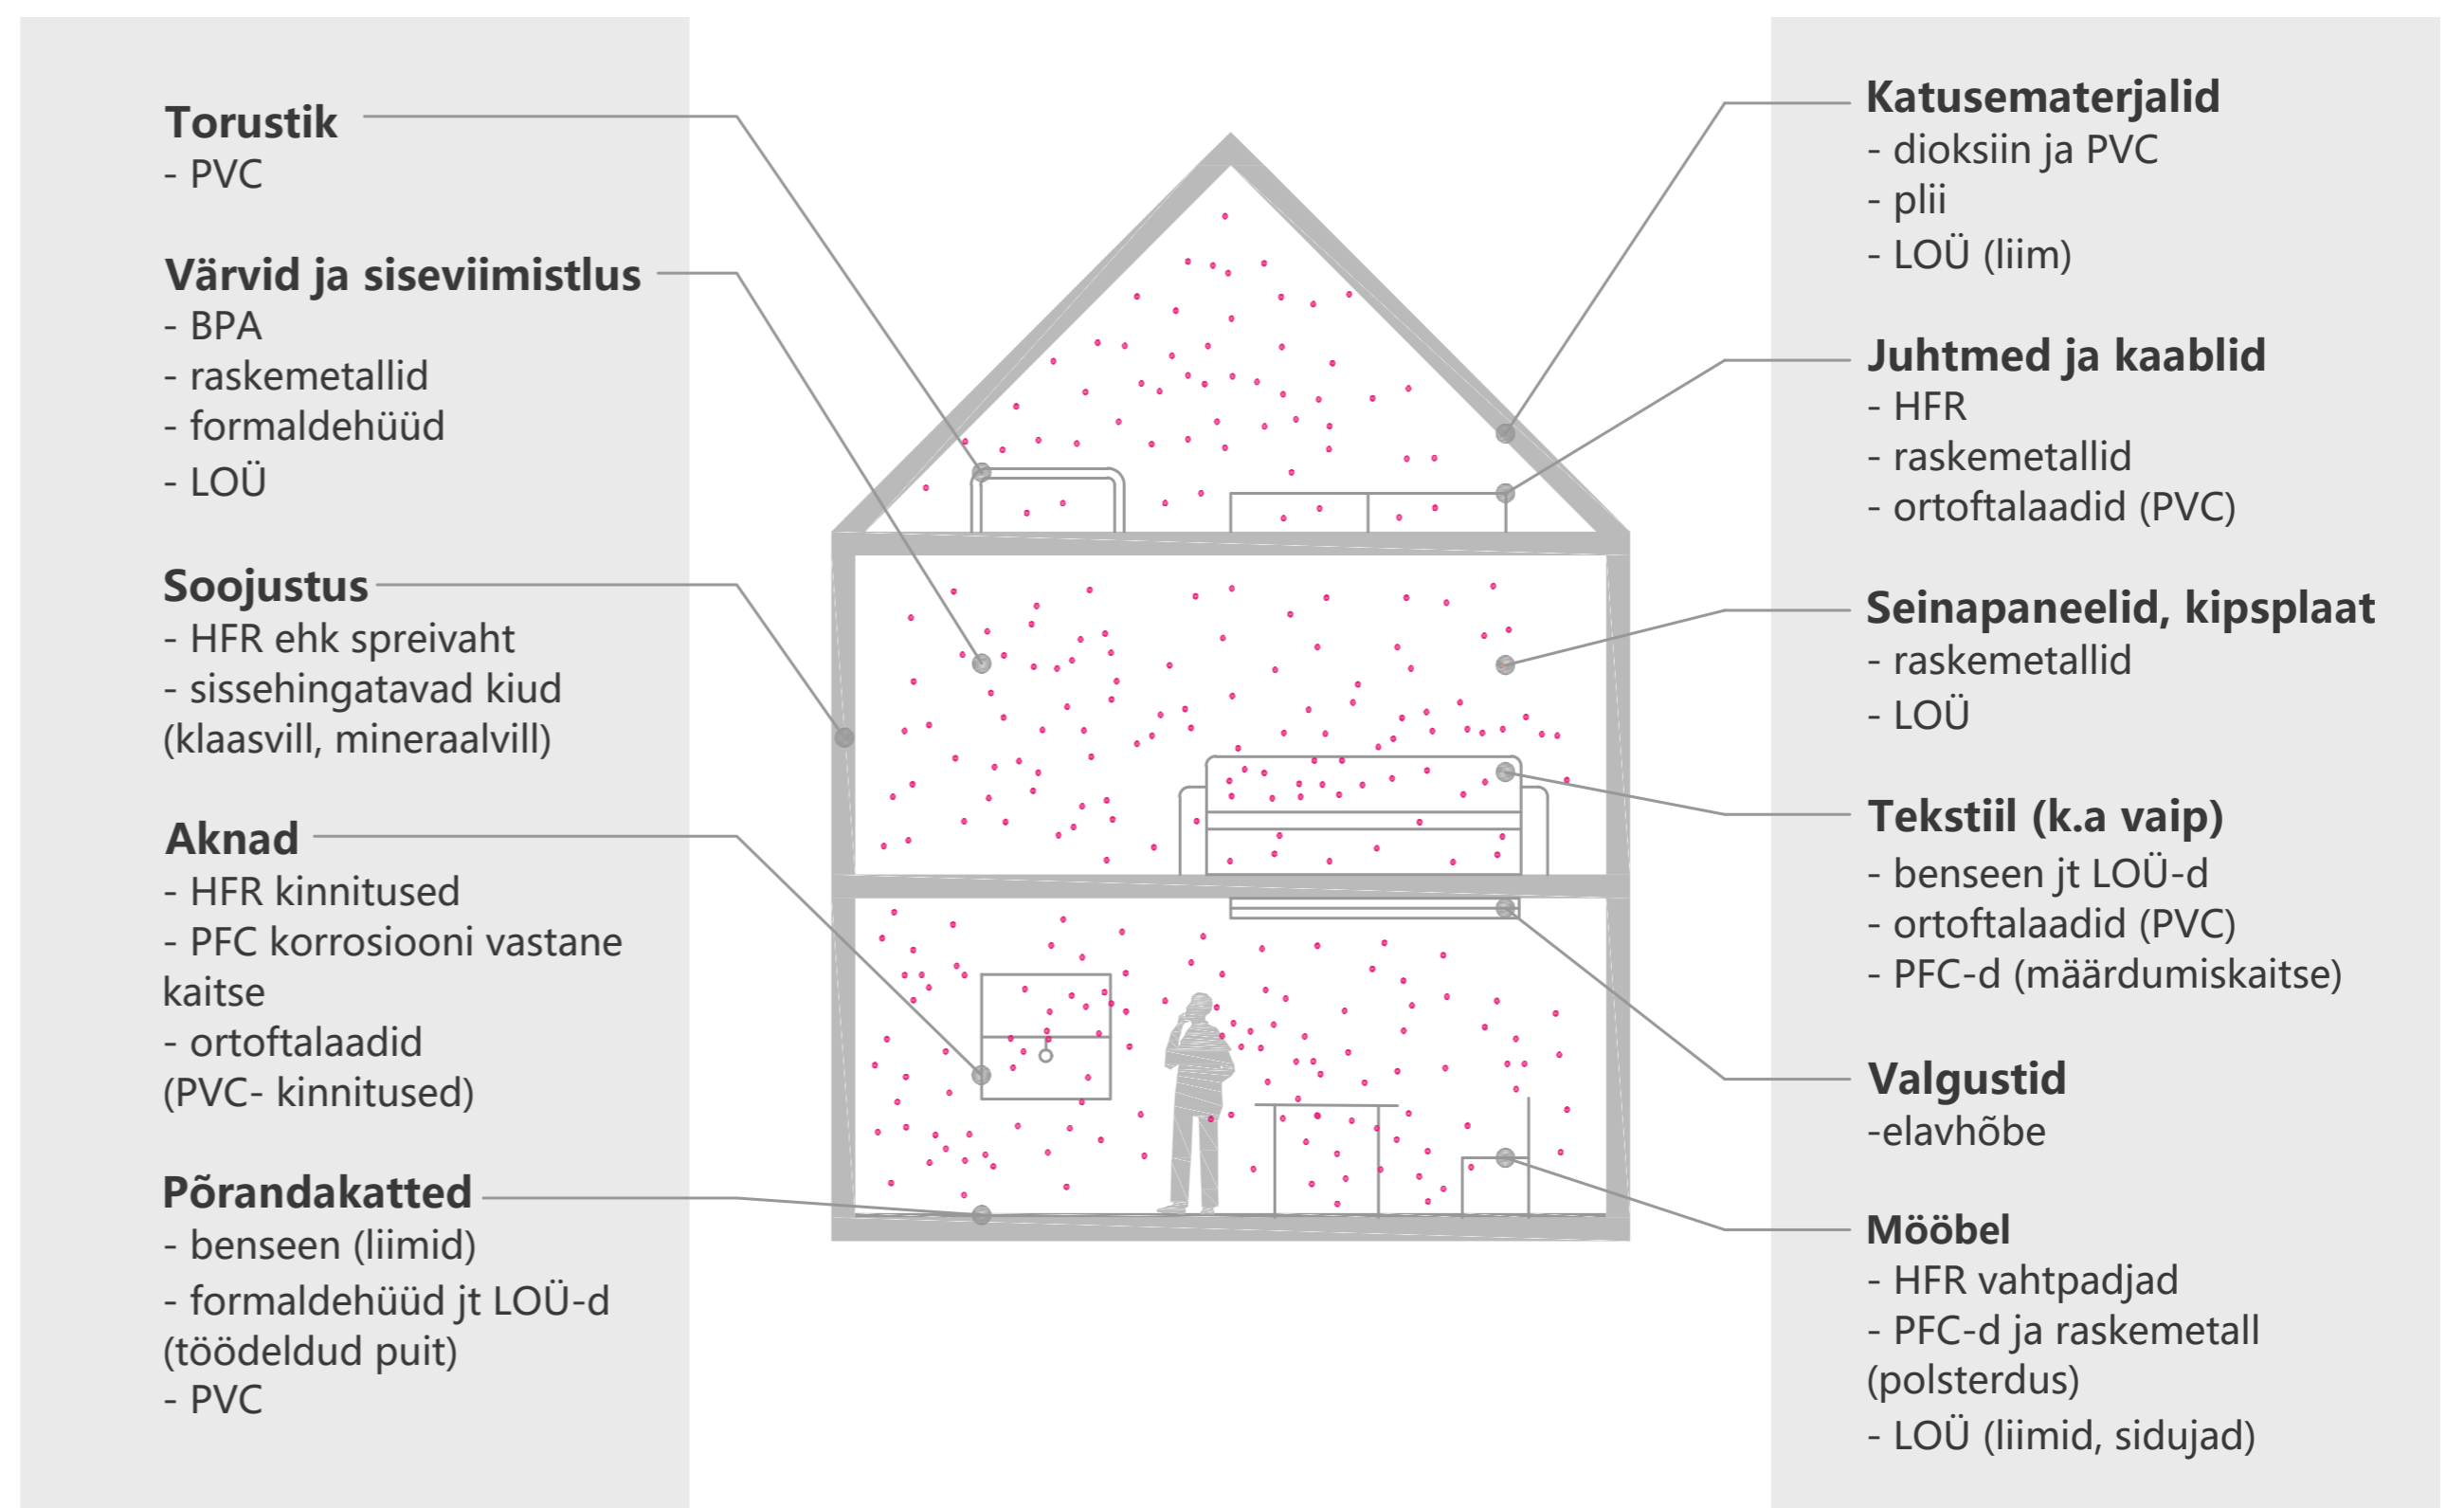 Torustik
- PVC
Värvid ja siseviimistlus
- BPA
- raskemetallid
- formaldehüüd
- LOÜ
Soojustus
- HFR ehk spreivaht
- sissehingatavad kiud
(klaasvill, mineraalvill)
Aknad
- HFR kinnitused
- PFC korrosiooni vastane
kaitse
- ortoftalaadid
(PVC- kinnitused)
Põrandakatted
- benseen (liimid)
- formaldehüüd jt LOÜ-d
(töödeldud puit)
- PVC
Katusematerjalid
- dioksiin ja PVC
- plii
- LOÜ (liim)
Juhtmed ja kaablid
- HFR
- raskemetallid
- ortoftalaadid (PVC)
Seinapaneelid, kipsplaat
- raskemetallid
- LOÜ
Tekstiil (k.a vaip)
- benseen jt LOÜ-d
- ortoftalaadid (PVC)
- PFC-d (määrdumiskaitse)
Valgustid
-elavhõbe
Mööbel
- HFR vahtpadjad
- PFC-d ja raskemetall
(polsterdus)
- LOÜ (liimid, sidujad)